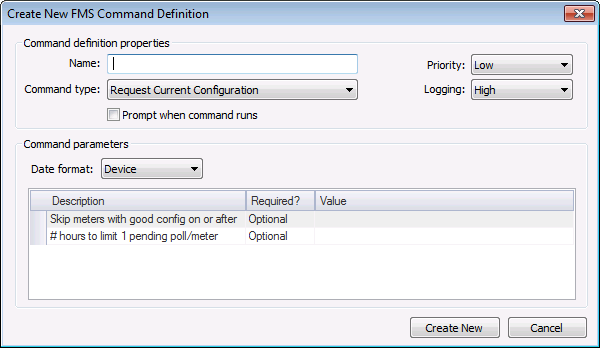 Create New FMS Command Definition
Command definition properties
Name:
Priority: Low
Command type: Request Current Configuration
Logging: High
Prompt when command runs
Command parameters
Date format: Device
Description Required? Value
Skip meters with good config on or after Optional
# hours to limit 1 pending poll/meter Optional
Create New Cancel